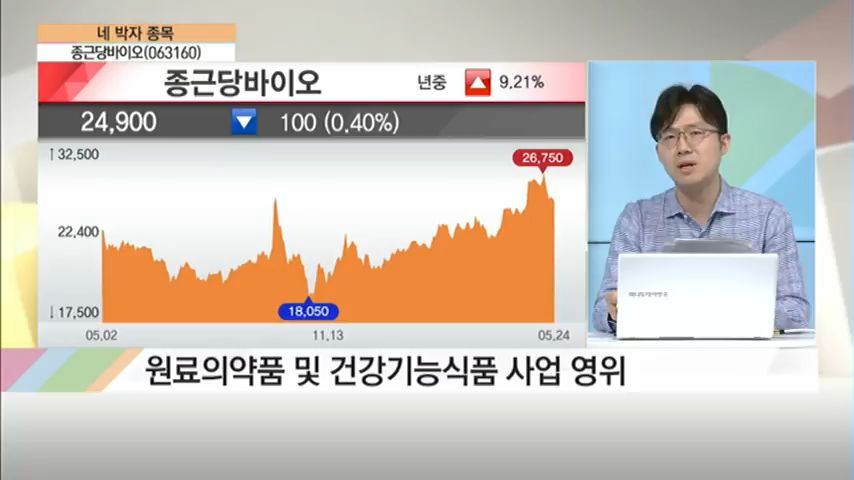 네 박자 종목
종근당바이오(063160)
종근당바이오 년중 ▲ 9.21%
24,900 ▼ 100 (0.40%)
↑32,500
26,750
22,400
↓17,500
18,050
05.02 11.13 05.24
원료의약품 및 건강기능식품 사업 영위